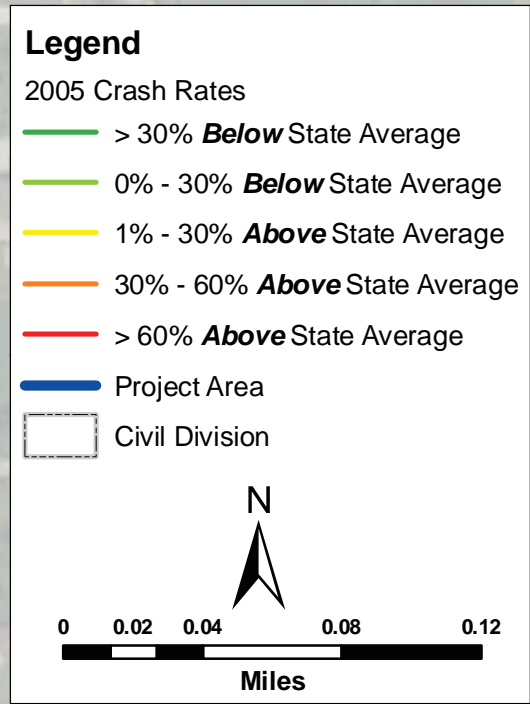 Legend
2005 Crash Rates
> 30% Below State Average
0% - 30% Below State Average
1% - 30% Above State Average
30% - 60% Above State Average
> 60% Above State Average
Project Area
Civil Division
N
0 0.02 0.04 0.08 0.12
Miles